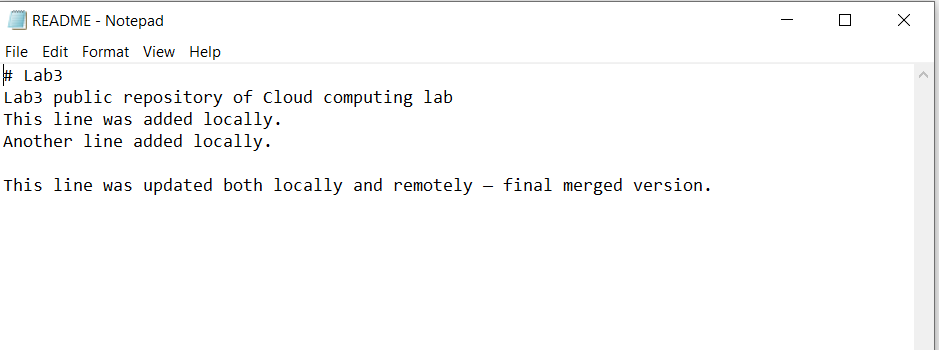 README - Notepad
File Edit Format View Help
# Lab3
Lab3 public repository of Cloud computing lab
This line was added locally.
Another line added locally.

This line was updated both locally and remotely — final merged version.